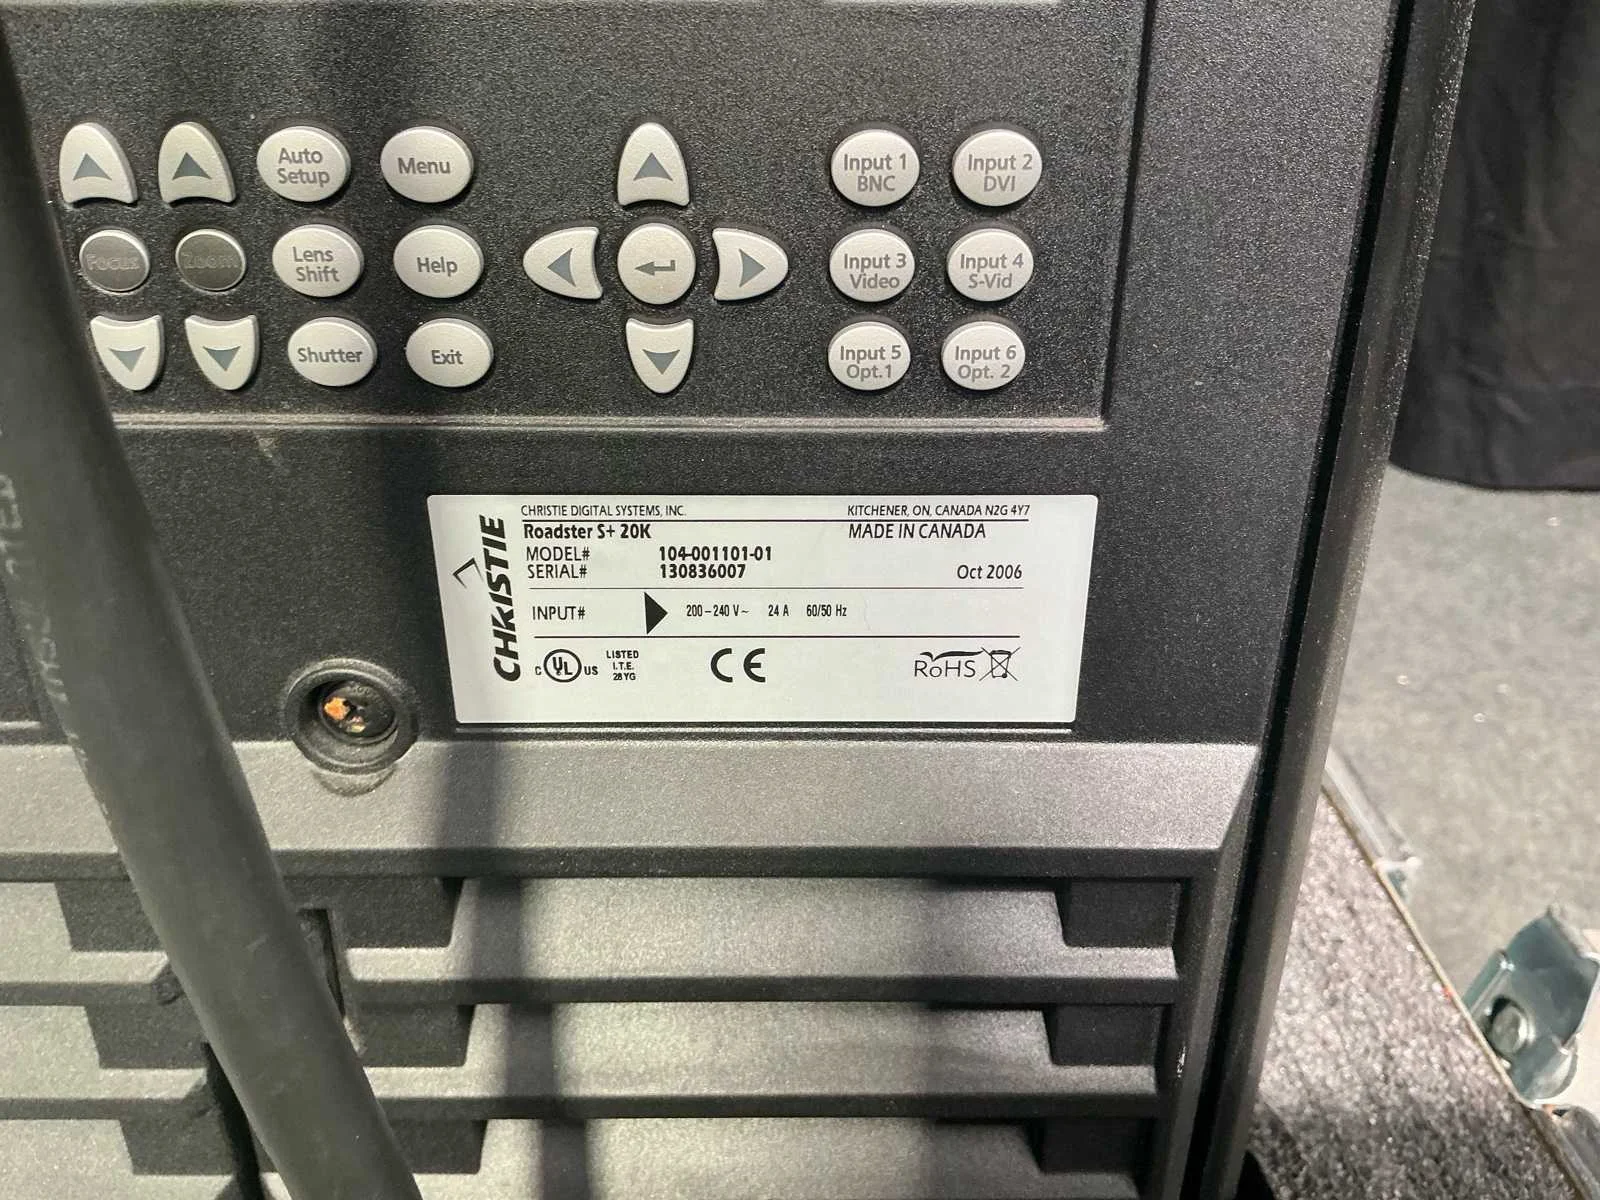 Auto
Setup
Menu
Input 1
BNC
Input 2
DVI
Focus
Zoom
Lens
Shift
Help
Input 3
Video
Input 4
S-Vid
Shutter
Exit
Input 5
Opt.1
Input 6
Opt. 2
CHRISTIE
CHRISTIE DIGITAL SYSTEMS, INC. KITCHENER, ON, CANADA N2G 4Y7
Roadster S+ 20K MADE IN CANADA
MODEL# 104-001101-01
SERIAL# 130836007 Oct 2006
INPUT# 200-240 V~ 24 A 60/50 Hz
C UL US
LISTED
I.T.E.
28YG
CE
RoHS